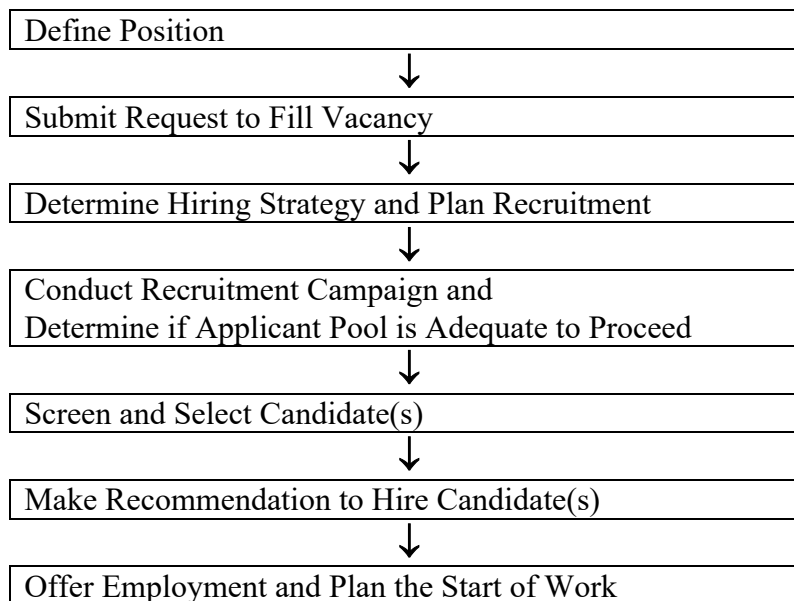 Define Position
Submit Request to Fill Vacancy
Determine Hiring Strategy and Plan Recruitment
Conduct Recruitment Campaign and
Determine if Applicant Pool is Adequate to Proceed
Screen and Select Candidate(s)
Make Recommendation to Hire Candidate(s)
Offer Employment and Plan the Start of Work